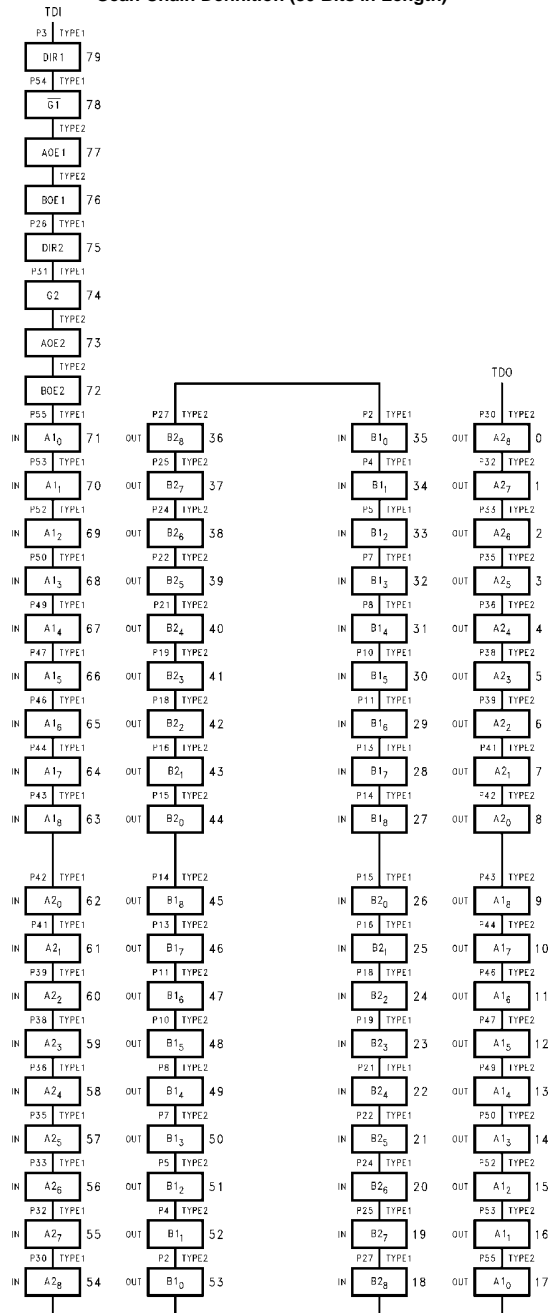 Scan Chain Definition (80 Bits in Length)
TDI
P3 TYPE1
DIR1 79
P54 TYPE1
G̅1̅ 78
TYPE2
AOE1 77
TYPE2
BOE1 76
P26 TYPE1
DIR2 75
P31 TYPE1
G2 74
TYPE2
AOE2 73
TYPE2
BOE2 72
P55 TYPE1
IN A1₀ 71
P53 TYPE1
IN A1₁ 70
P52 TYPE1
IN A1₂ 69
P50 TYPE1
IN A1₃ 68
P49 TYPE1
IN A1₄ 67
P47 TYPE1
IN A1₅ 66
P46 TYPE1
IN A1₆ 65
P44 TYPE1
IN A1₇ 64
P43 TYPE1
IN A1₈ 63
P42 TYPE1
IN A2₀ 62
P41 TYPE1
IN A2₁ 61
P39 TYPE1
IN A2₂ 60
P38 TYPE1
IN A2₃ 59
P36 TYPE1
IN A2₄ 58
P35 TYPE1
IN A2₅ 57
P33 TYPE1
IN A2₆ 56
P32 TYPE1
IN A2₇ 55
P30 TYPE1
IN A2₈ 54
P27 TYPE2
OUT B2₈ 36
P25 TYPE2
OUT B2₇ 37
P24 TYPE2
OUT B2₆ 38
P22 TYPE2
OUT B2₅ 39
P21 TYPE2
OUT B2₄ 40
P19 TYPE2
OUT B2₃ 41
P18 TYPE2
OUT B2₂ 42
P16 TYPE2
OUT B2₁ 43
P15 TYPE2
OUT B2₀ 44
P14 TYPE2
OUT B1₈ 45
P13 TYPE2
OUT B1₇ 46
P11 TYPE2
OUT B1₆ 47
P10 TYPE2
OUT B1₅ 48
P8 TYPE2
OUT B1₄ 49
P7 TYPE2
OUT B1₃ 50
P5 TYPE2
OUT B1₂ 51
P4 TYPE2
OUT B1₁ 52
P2 TYPE2
OUT B1₀ 53
P2 TYPE1
IN B1₀ 35
P4 TYPE1
IN B1₁ 34
P5 TYPE1
IN B1₂ 33
P7 TYPE1
IN B1₃ 32
P8 TYPE1
IN B1₄ 31
P10 TYPE1
IN B1₅ 30
P11 TYPE1
IN B1₆ 29
P13 TYPE1
IN B1₇ 28
P14 TYPE1
IN B1₈ 27
P15 TYPE1
IN B2₀ 26
P16 TYPE1
IN B2₁ 25
P18 TYPE1
IN B2₂ 24
P19 TYPE1
IN B2₃ 23
P21 TYPE1
IN B2₄ 22
P22 TYPE1
IN B2₅ 21
P24 TYPE1
IN B2₆ 20
P25 TYPE1
IN B2₇ 19
P27 TYPE1
IN B2₈ 18
TDO
P30 TYPE2
OUT A2₈ 0
P32 TYPE2
OUT A2₇ 1
P33 TYPE2
OUT A2₆ 2
P35 TYPE2
OUT A2₅ 3
P36 TYPE2
OUT A2₄ 4
P38 TYPE2
OUT A2₃ 5
P39 TYPE2
OUT A2₂ 6
P41 TYPE2
OUT A2₁ 7
P42 TYPE2
OUT A2₀ 8
P43 TYPE2
OUT A1₈ 9
P44 TYPE2
OUT A1₇ 10
P46 TYPE2
OUT A1₆ 11
P47 TYPE2
OUT A1₅ 12
P49 TYPE2
OUT A1₄ 13
P50 TYPE2
OUT A1₃ 14
P52 TYPE2
OUT A1₂ 15
P53 TYPE2
OUT A1₁ 16
P55 TYPE2
OUT A1₀ 17